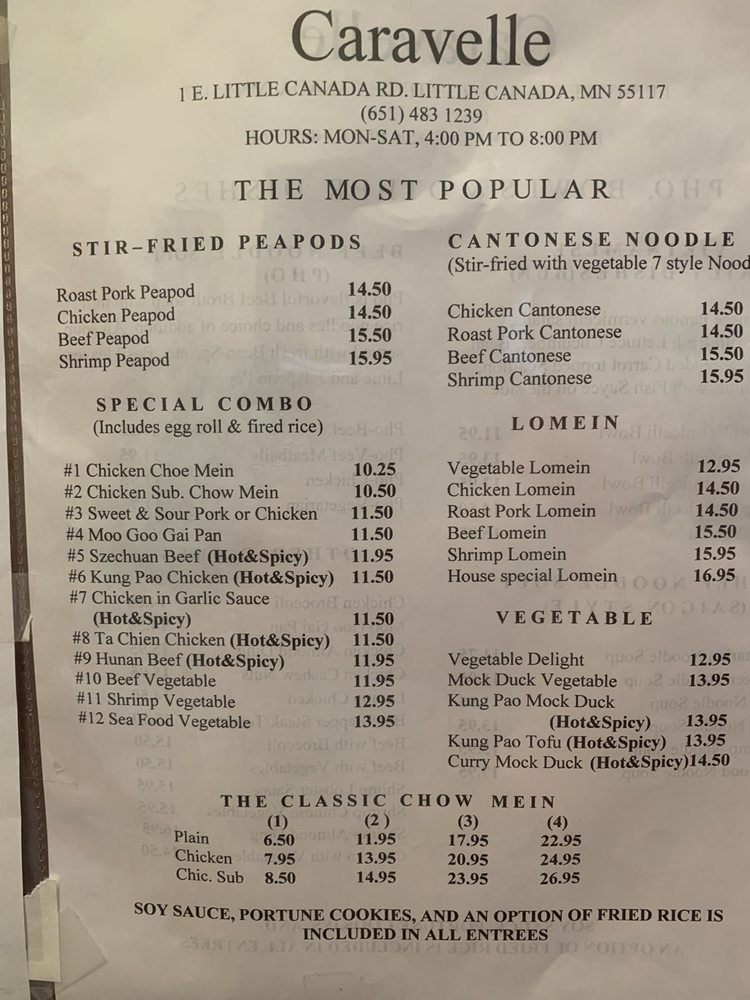 Caravelle
1 E. LITTLE CANADA RD. LITTLE CANADA, MN 55117
(651) 483 1239
HOURS: MON-SAT, 4:00 PM TO 8:00 PM
THE MOST POPULAR
STIR-FRIED PEAPODS
Roast Pork Peapod 14.50
Chicken Peapod 14.50
Beef Peapod 15.50
Shrimp Peapod 15.95
SPECIAL COMBO
(Includes egg roll & fired rice)
#1 Chicken Choe Mein 10.25
#2 Chicken Sub. Chow Mein 10.50
#3 Sweet & Sour Pork or Chicken 11.50
#4 Moo Goo Gai Pan 11.50
#5 Szechuan Beef (Hot&Spicy) 11.95
#6 Kung Pao Chicken (Hot&Spicy) 11.50
#7 Chicken in Garlic Sauce
(Hot&Spicy) 11.50
#8 Ta Chien Chicken (Hot&Spicy) 11.50
#9 Hunan Beef (Hot&Spicy) 11.95
#10 Beef Vegetable 11.95
#11 Shrimp Vegetable 12.95
#12 Sea Food Vegetable 13.95
CANTONESE NOODLE
(Stir-fried with vegetable 7 style Nood
Chicken Cantonese 14.50
Roast Pork Cantonese 14.50
Beef Cantonese 15.50
Shrimp Cantonese 15.95
LOMEIN
Vegetable Lomein 12.95
Chicken Lomein 14.50
Roast Pork Lomein 14.50
Beef Lomein 15.50
Shrimp Lomein 15.95
House special Lomein 16.95
VEGETABLE
Vegetable Delight 12.95
Mock Duck Vegetable 13.95
Kung Pao Mock Duck
(Hot&Spicy) 13.95
Kung Pao Tofu (Hot&Spicy) 13.95
Curry Mock Duck (Hot&Spicy)14.50
THE CLASSIC CHOW MEIN
(1) (2 ) (3) (4)
Plain 6.50 11.95 17.95 22.95
Chicken 7.95 13.95 20.95 24.95
Chic. Sub 8.50 14.95 23.95 26.95
SOY SAUCE, PORTUNE COOKIES, AND AN OPTION OF FRIED RICE IS
INCLUDED IN ALL ENTREES